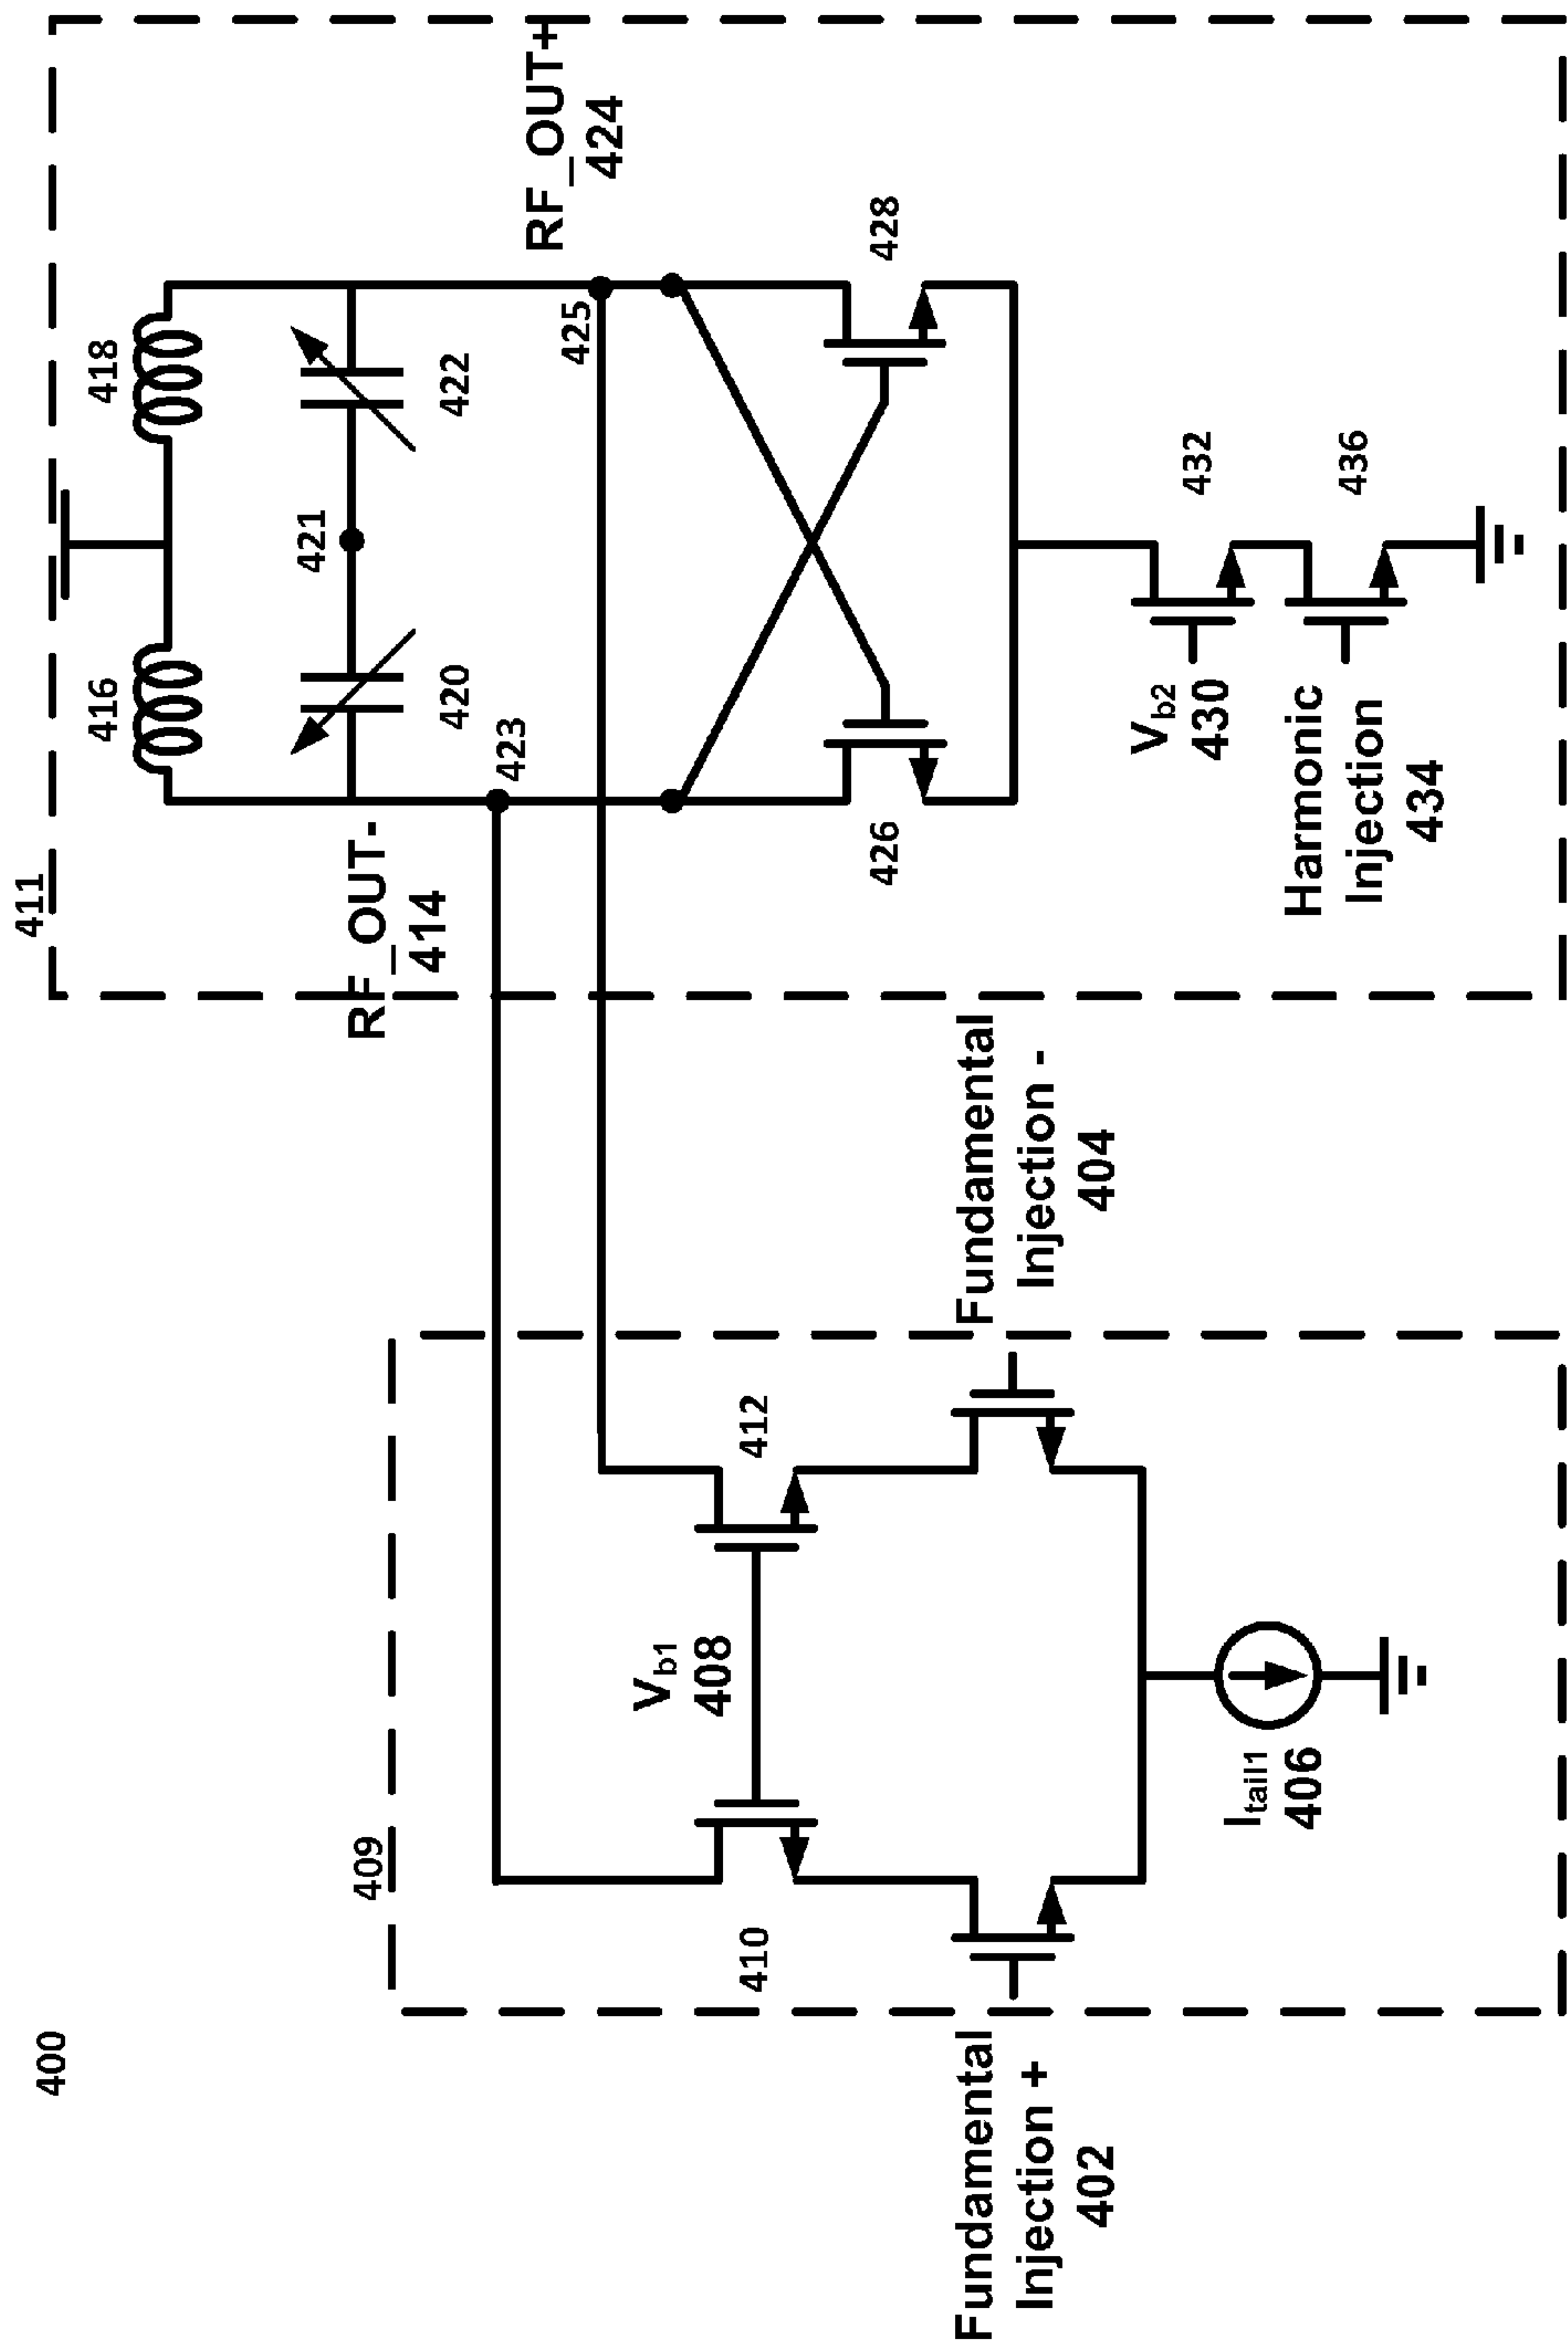 400
411
416
418
421
420
422
RF_OUT-
414
423
425
RF_OUT+
424
426
428
409
Vb1
408
410
412
Fundamental
Injection +
402
Fundamental
Injection -
404
Itail1
406
Vb2
430
432
Harmonic
Injection
434
436